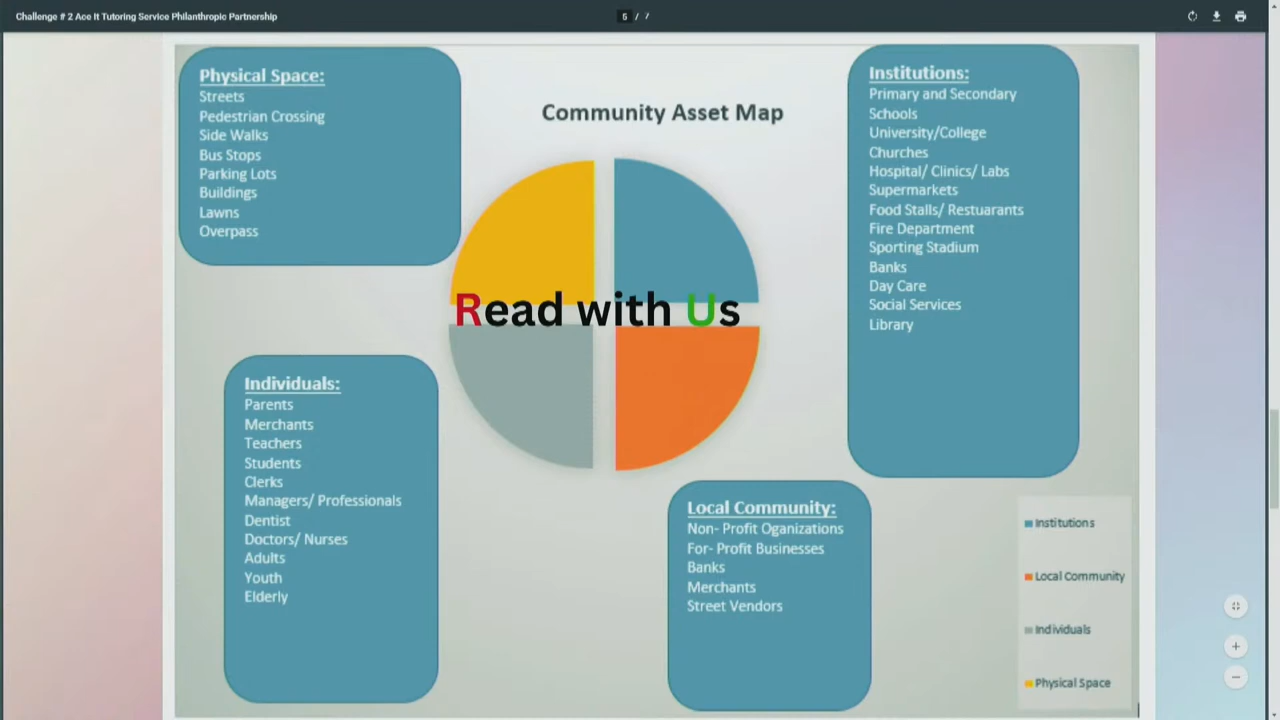 Challenge # 2 Ace It Tutoring Service Philanthropic Partnership
5 / 7
Physical Space:
Streets
Pedestrian Crossing
Side Walks
Bus Stops
Parking Lots
Buildings
Lawns
Overpass
Community Asset Map
Read with Us
Institutions:
Primary and Secondary
Schools
University/College
Churches
Hospital/ Clinics/ Labs
Supermarkets
Food Stalls/ Restuarants
Fire Department
Sporting Stadium
Banks
Day Care
Social Services
Library
Individuals:
Parents
Merchants
Teachers
Students
Clerks
Managers/ Professionals
Dentist
Doctors/ Nurses
Adults
Youth
Elderly
Local Community:
Non- Profit Oganizations
For- Profit Businesses
Banks
Merchants
Street Vendors
Institutions
Local Community
Individuals
Physical Space